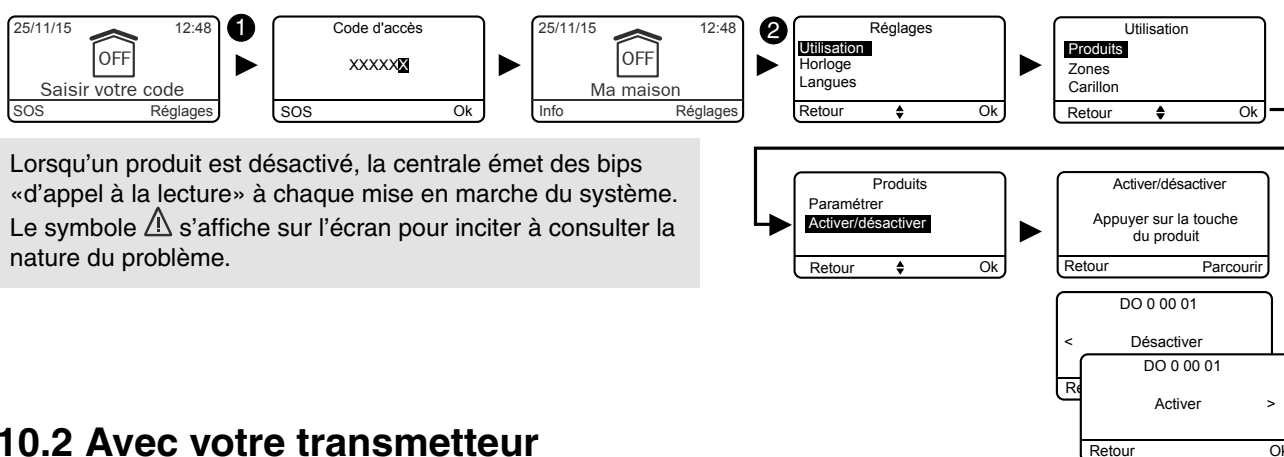 25/11/15 12:48
OFF
Saisir votre code
SOS Réglages
1
Code d'accès
XXXXXX
SOS Ok
25/11/15 12:48
OFF
Ma maison
Info Réglages
2
Réglages
Utilisation
Horloge
Langues
Retour Ok
Utilisation
Produits
Zones
Carillon
Retour Ok
Lorsqu'un produit est désactivé, la centrale émet des bips
«d'appel à la lecture» à chaque mise en marche du système.
Le symbole ⚠ s'affiche sur l'écran pour inciter à consulter la
nature du problème.
Produits
Paramétrer
Activer/désactiver
Retour Ok
Activer/désactiver
Appuyer sur la touche
du produit
Retour Parcourir
DO 0 00 01
< Désactiver
Re
DO 0 00 01
Activer >
Retour Ok
10.2 Avec votre transmetteur